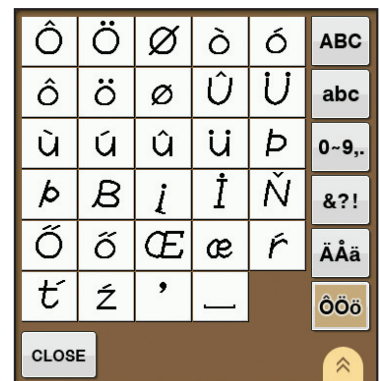 Ô Ö Ø ò ó ABC
ô ö ø Û Ü abc
ù ú û ü Þ 0~9,.
þ ß į İ Ň &?!
Ő ő Œ œ ŕ ÄÅä
ť ź ’ ÔÖö
CLOSE